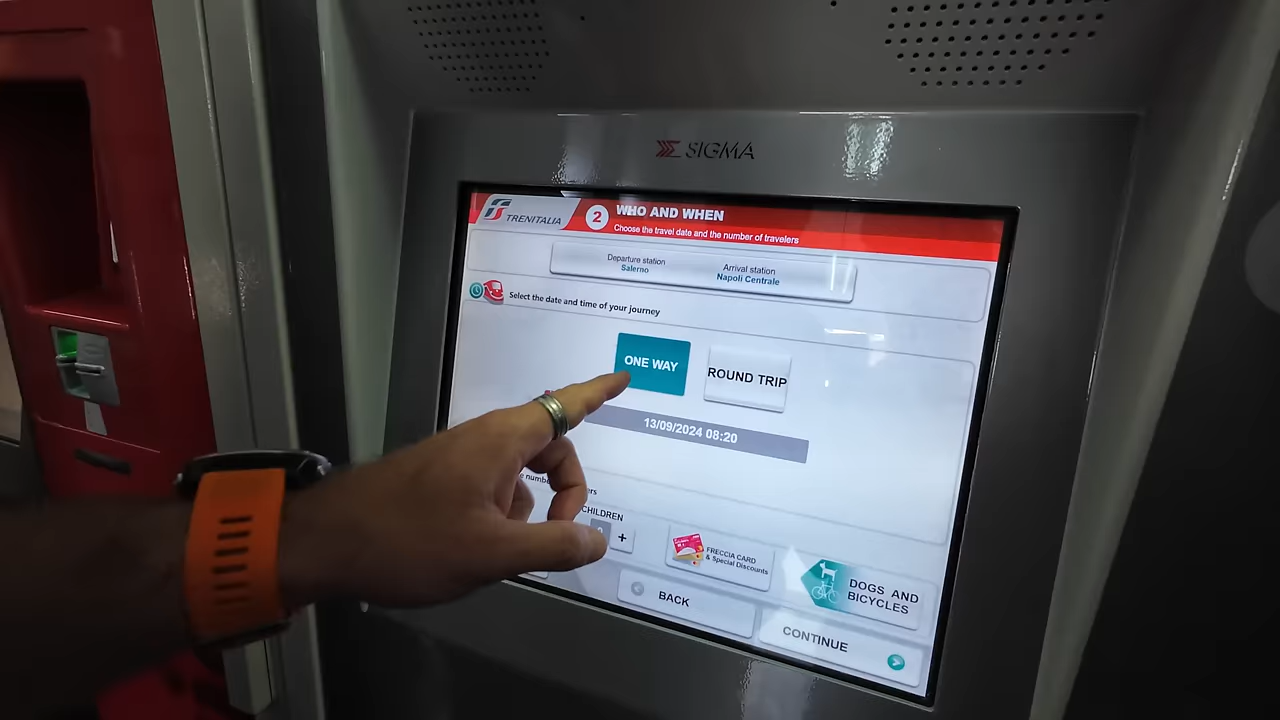 SIGMA
TRENITALIA
2
WHO AND WHEN
Choose the travel date and the number of travelers
Departure station
Salerno
Arrival station
Napoli Centrale
Select the date and time of your journey
ONE WAY
ROUND TRIP
13/09/2024 08:20
CHILDREN
+
FRECCIA CARD
& Special Discounts
DOGS AND
BICYCLES
BACK
CONTINUE